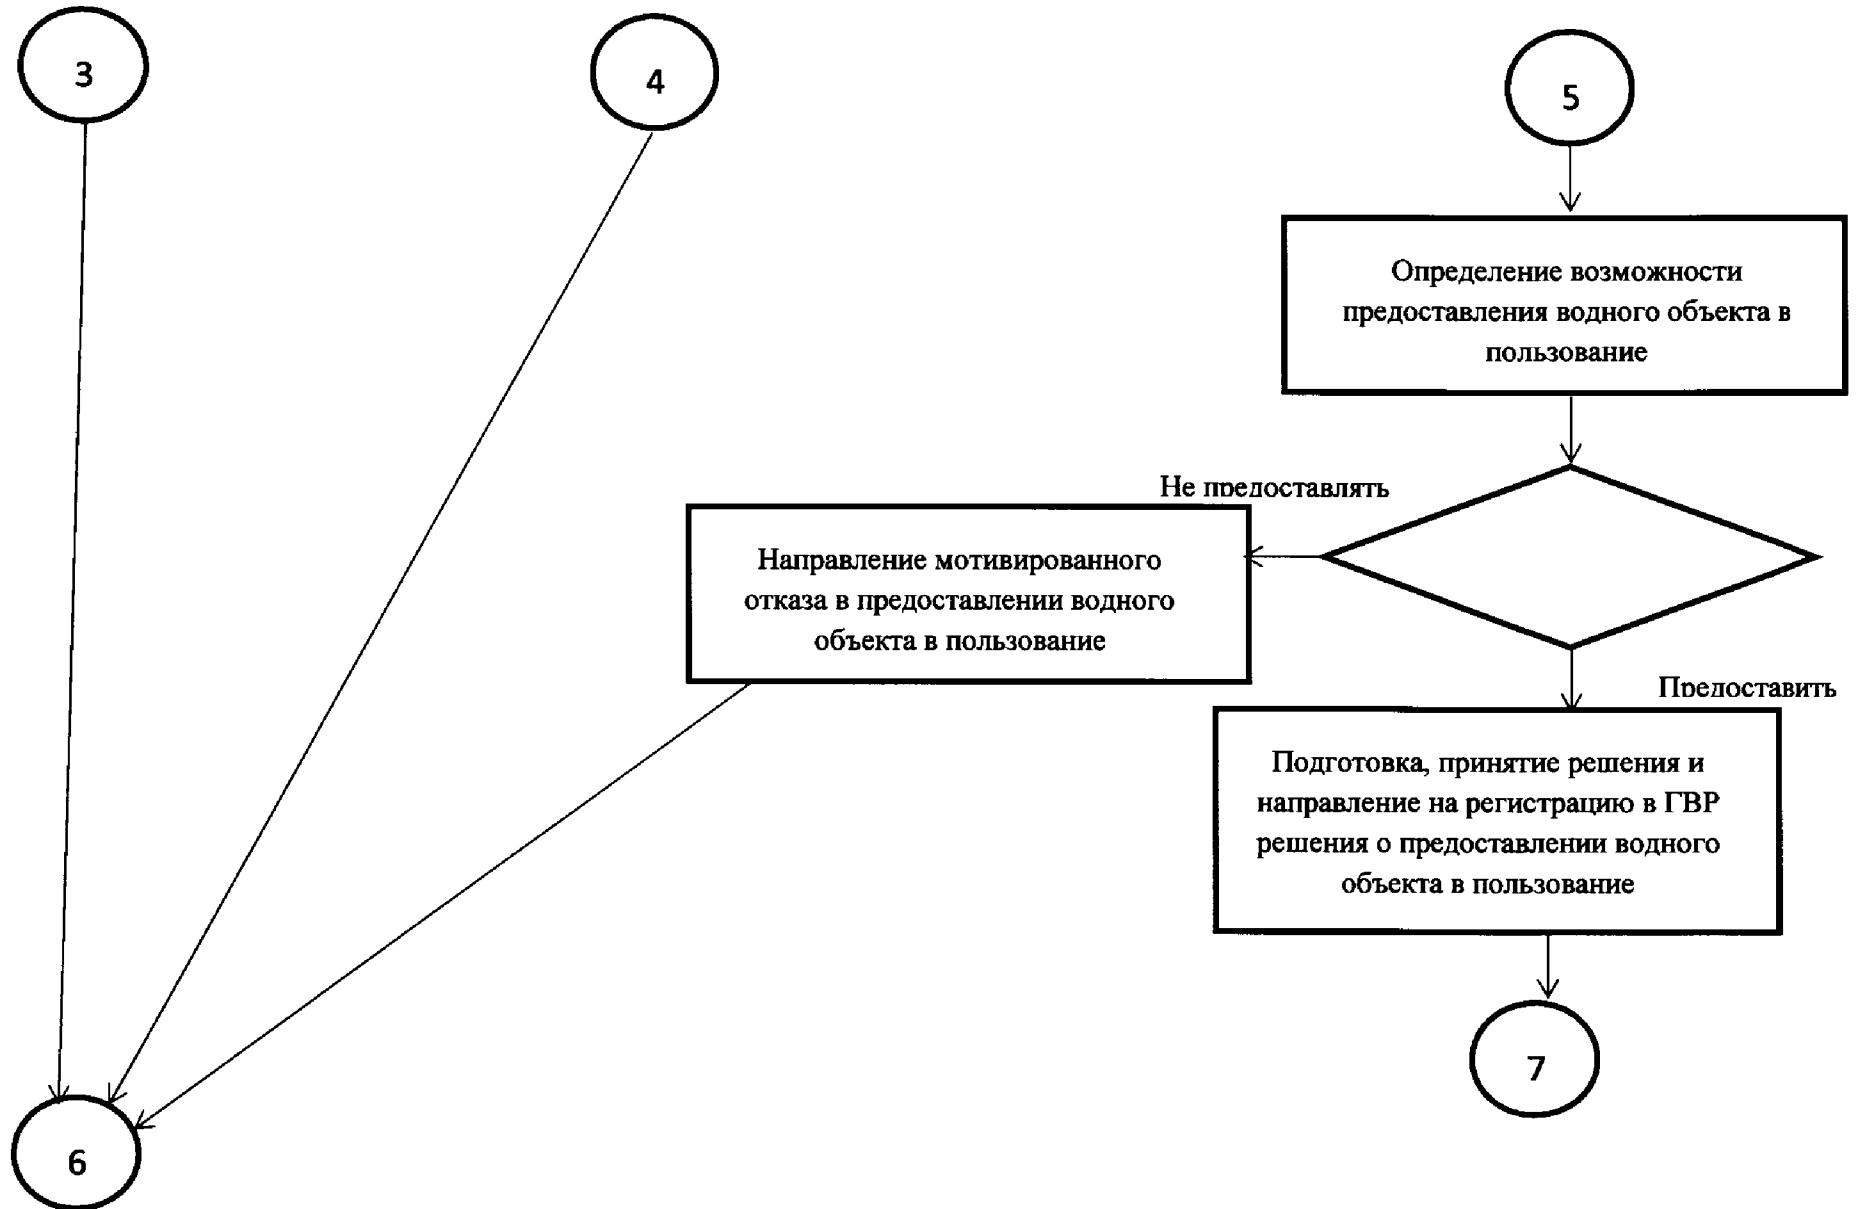 3
4
5
Определение возможности
предоставления водного объекта в
пользование
Не предоставлять
Направление мотивированного
отказа в предоставлении водного
объекта в пользование
Предоставить
Подготовка, принятие решения и
направление на регистрацию в ГВР
решения о предоставлении водного
объекта в пользование
7
6